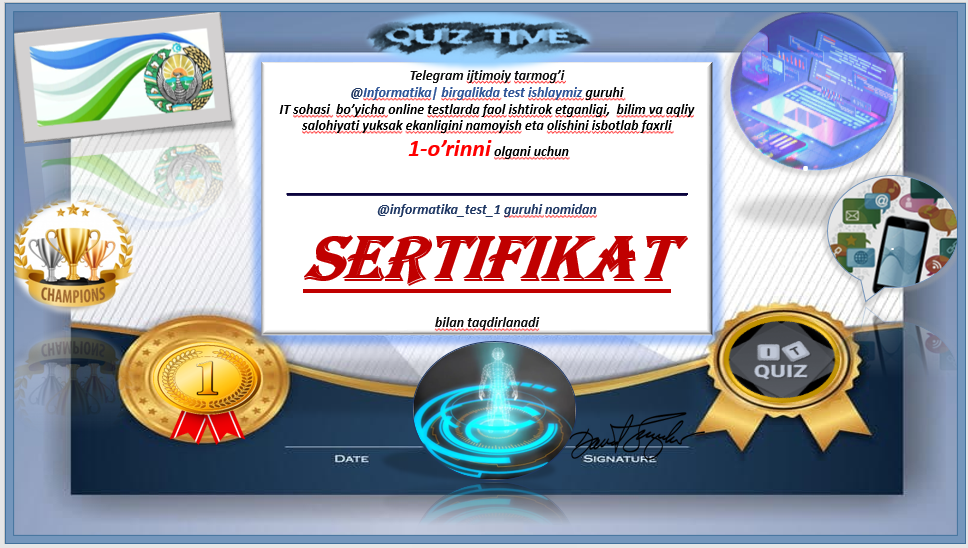 QUIZ TIME
Telegram ijtimoiy tarmog'i
@Informatika| birgalikda test ishlaymiz guruhi
IT sohasi bo'yicha online testlarda faol ishtirok etganligi, bilim va aqliy
salohiyati yuksak ekanligini namoyish eta olishini isbotlab faxrli
1-o'rinni olgani uchun
@informatika_test_1 guruhi nomidan
SERTIFIKAT
bilan taqdirlanadi
CHAMPIONS
1
IT
QUIZ
DATE
SIGNATURE